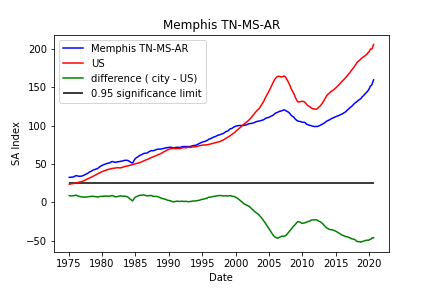 Memphis TN-MS-AR
Memphis TN-MS-AR
US
difference ( city - US)
0.95 significance limit
SA Index
200
150
100
50
0
−50
1975 1980 1985 1990 1995 2000 2005 2010 2015 2020
Date